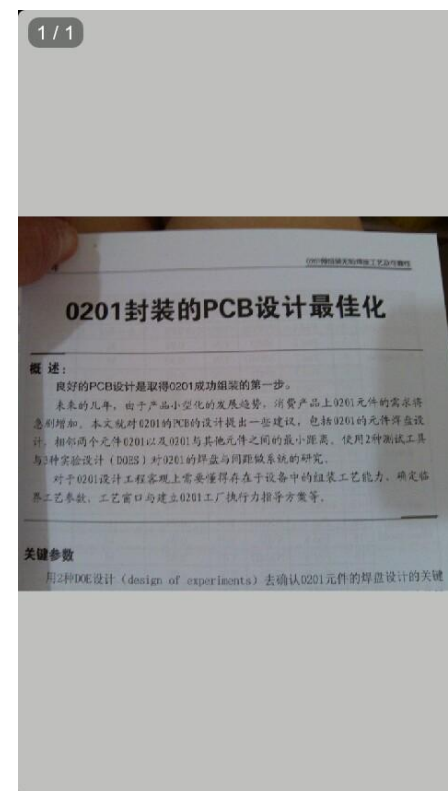 1 / 1
0201封装的PCB设计最佳化
概 述：
良好的PCB设计是取得0201成功组装的第一步。
未来的几年，由于产品小型化的发展趋势，消费产品上0201元件的需求将
急剧增加。本文就对0201的PCB的设计提出一些建议，包括0201的元件焊盘设
计，相邻两个元件0201以及0201与其他元件之间的最小距离。使用2种测试工具
与3种实验设计（DOES）对0201的焊盘与间距做系统的研究。
对于0201设计工程客观上需要懂得存在于设备中的组装工艺能力、确定临
界工艺参数、工艺窗口与建立0201工厂执行力指导方案等。
关键参数
用2种DOE设计（design of experiments）去确认0201元件的焊盘设计的关键